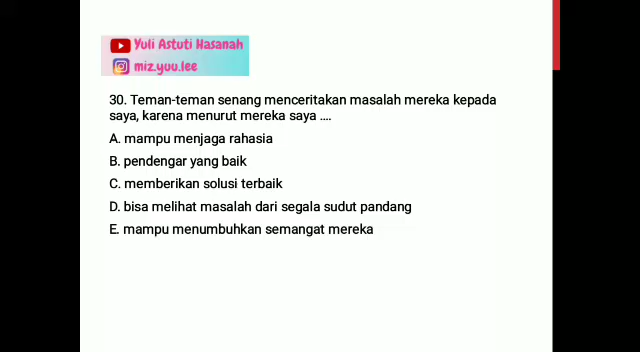 Yuli Astuti Hasanah
miz.yuu.lee
30. Teman-teman senang menceritakan masalah mereka kepada
saya, karena menurut mereka saya ....
A. mampu menjaga rahasia
B. pendengar yang baik
C. memberikan solusi terbaik
D. bisa melihat masalah dari segala sudut pandang
E. mampu menumbuhkan semangat mereka